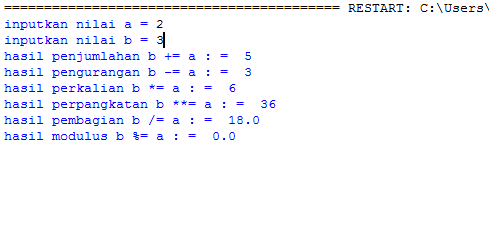 ========================================== RESTART: C:\Users\
inputkan nilai a = 2
inputkan nilai b = 3
hasil penjumlahan b += a : =  5
hasil pengurangan b -= a : =  3
hasil perkalian b *= a : =  6
hasil perpangkatan b **= a : =  36
hasil pembagian b /= a : =  18.0
hasil modulus b %= a : =  0.0